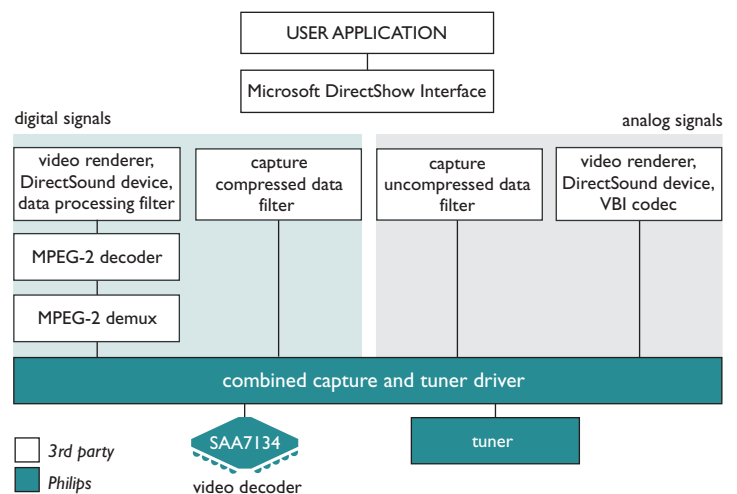 USER APPLICATION
Microsoft DirectShow Interface
digital signals
analog signals
video renderer,
DirectSound device,
data processing filter
capture
compressed data
filter
capture
uncompressed data
filter
video renderer,
DirectSound device,
VBI codec
MPEG-2 decoder
MPEG-2 demux
combined capture and tuner driver
SAA7134
video decoder
tuner
3rd party
Philips